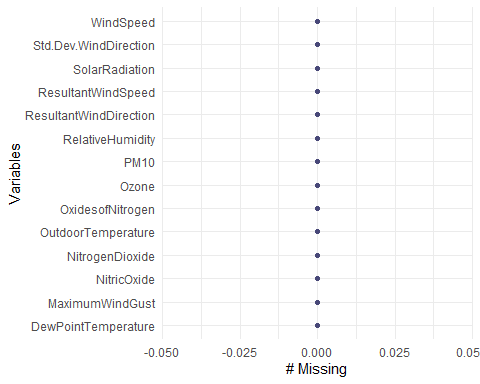 WindSpeed
Std.Dev.WindDirection
SolarRadiation
ResultantWindSpeed
ResultantWindDirection
RelativeHumidity
PM10
Ozone
OxidesofNitrogen
OutdoorTemperature
NitrogenDioxide
NitricOxide
MaximumWindGust
DewPointTemperature
Variables
-0.050 -0.025 0.000 0.025 0.05
# Missing